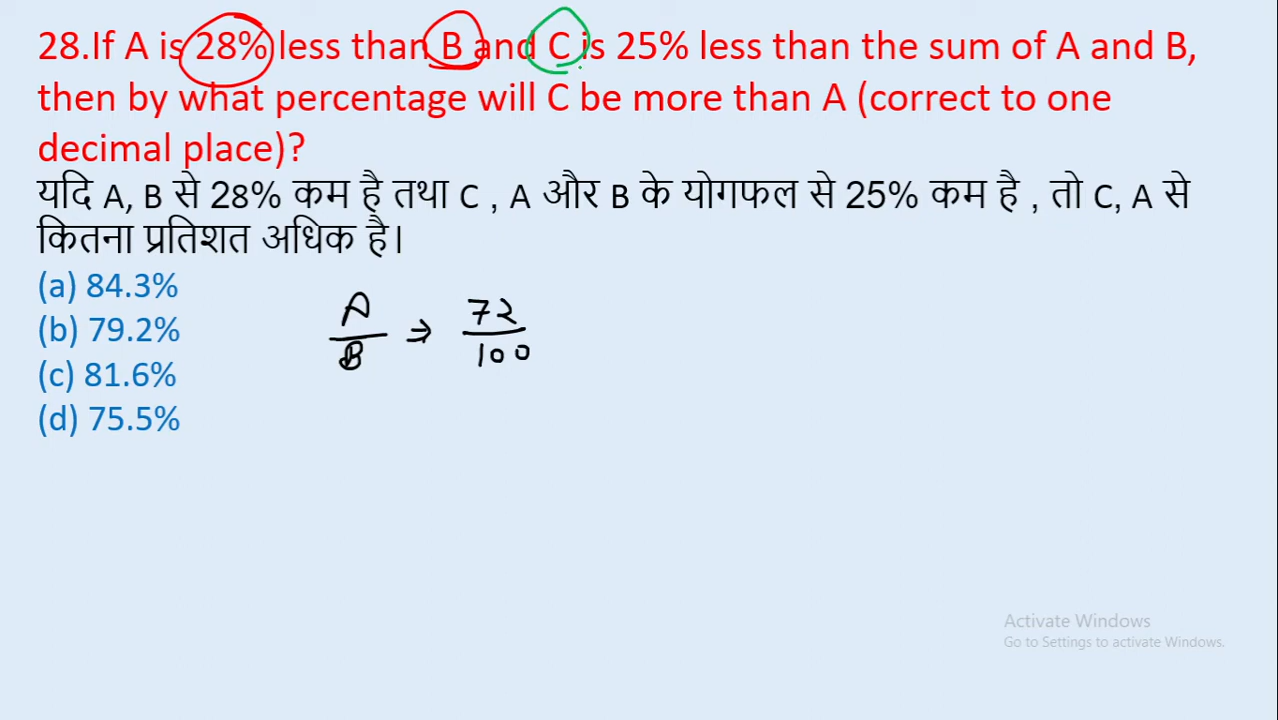 28.If A is 28% less than B and C is 25% less than the sum of A and B,
then by what percentage will C be more than A (correct to one
decimal place)?
यदि A, B से 28% कम है तथा C , A और B के योगफल से 25% कम है , तो C, A से
कितना प्रतिशत अधिक है।
(a) 84.3%
(b) 79.2%
(c) 81.6%
(d) 75.5%
A
B
⇒
72
100
Activate Windows
Go to Settings to activate Windows.